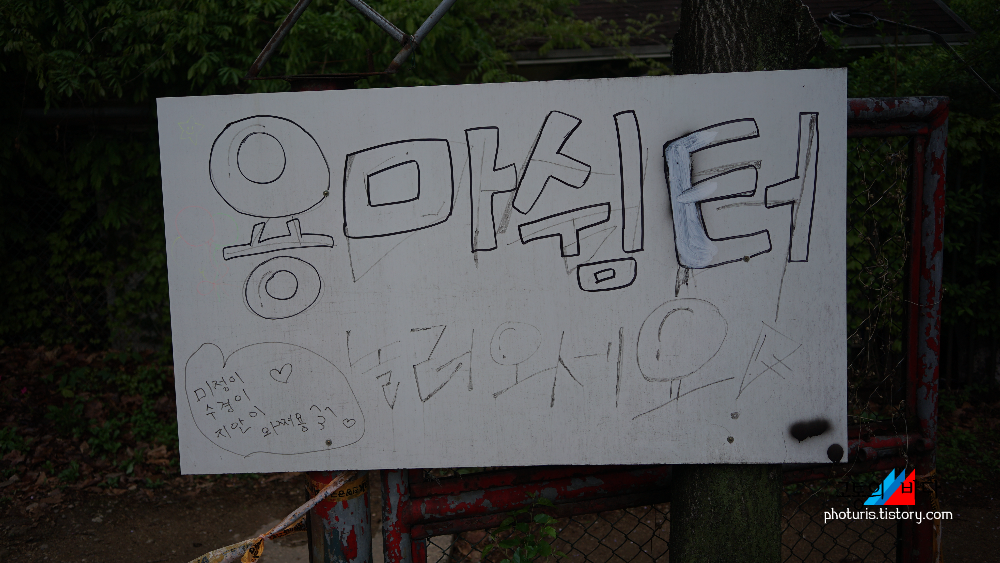 용마쉼터
놀러오세요
미정이
수경이
지안이
와쪄용
photuris.tistory.com